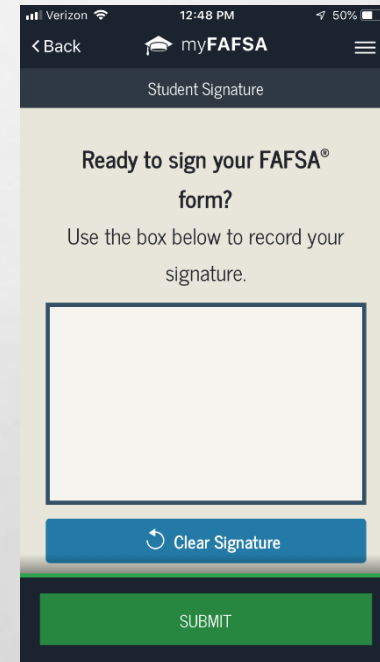 Verizon 12:48 PM 50%
Back myFAFSA
Student Signature
Ready to sign your FAFSA®
form?
Use the box below to record your
signature.
Clear Signature
SUBMIT